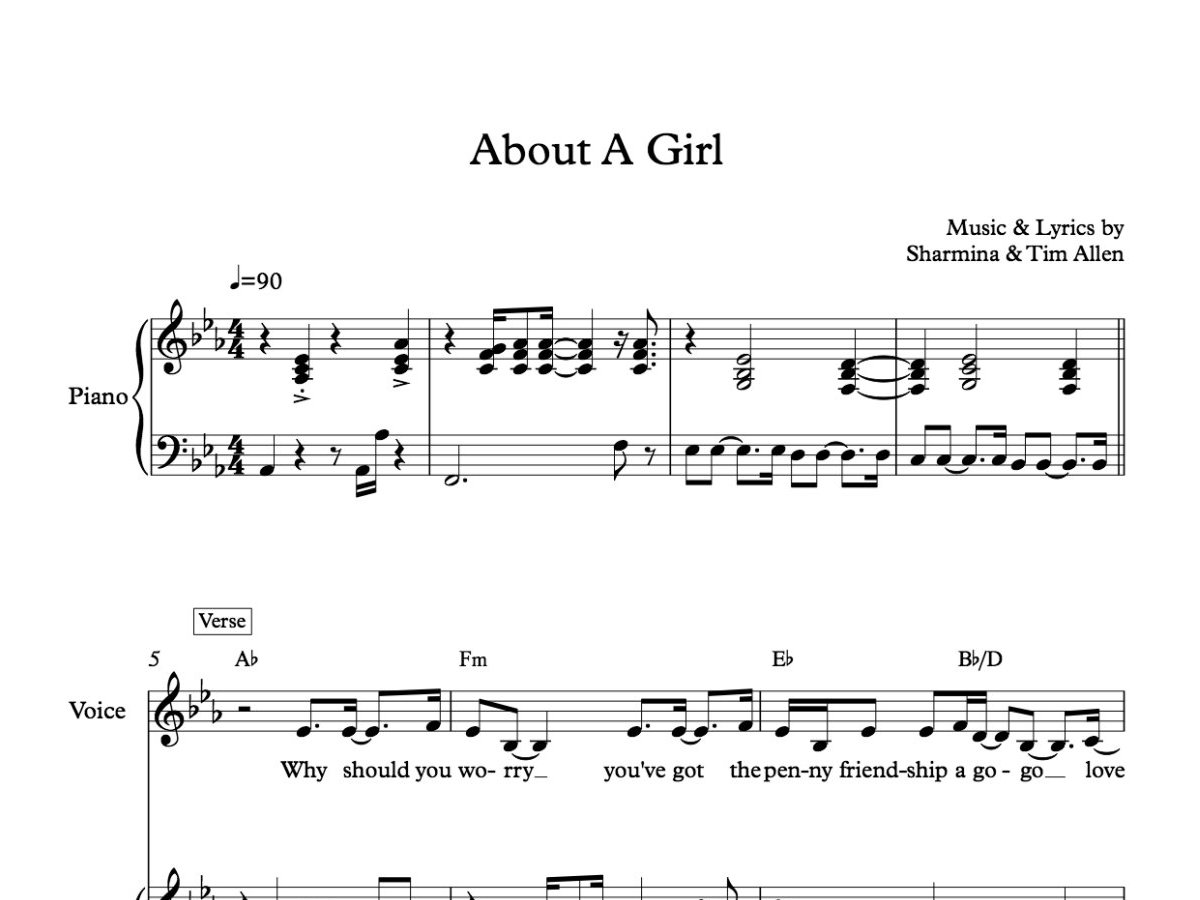 About A Girl
Music & Lyrics by
Sharmina & Tim Allen
♩=90
Piano
Verse
5 A♭ Fm E♭ B♭/D
Voice
Why should you wo- rry_ you've got the pen-ny friend-ship a go - go_ love